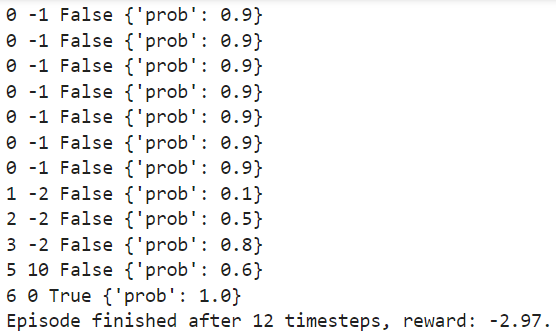 0 -1 False {'prob': 0.9}
0 -1 False {'prob': 0.9}
0 -1 False {'prob': 0.9}
0 -1 False {'prob': 0.9}
0 -1 False {'prob': 0.9}
0 -1 False {'prob': 0.9}
0 -1 False {'prob': 0.9}
1 -2 False {'prob': 0.1}
2 -2 False {'prob': 0.5}
3 -2 False {'prob': 0.8}
5 10 False {'prob': 0.6}
6 0 True {'prob': 1.0}
Episode finished after 12 timesteps, reward: -2.97.